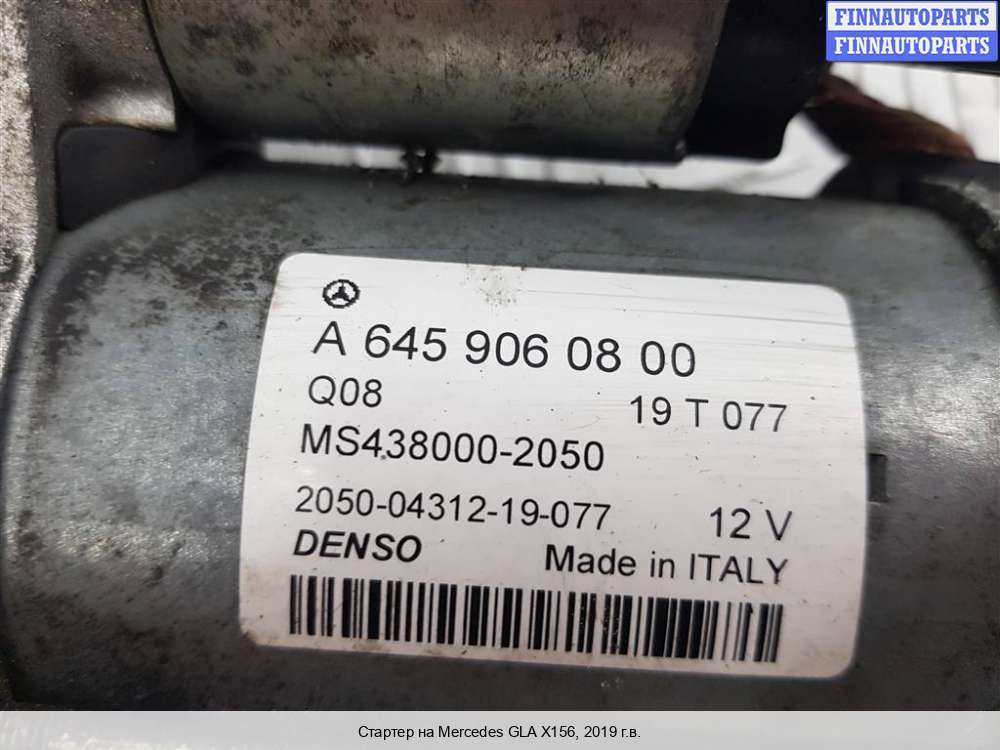 FINNAUTOPARTS
FINNAUTOPARTS
A 645 906 08 00
Q08 19 T 077
MS438000-2050
2050-04312-19-077 12 V
DENSO Made in ITALY
Стартер на Mercedes GLA X156, 2019 г.в.